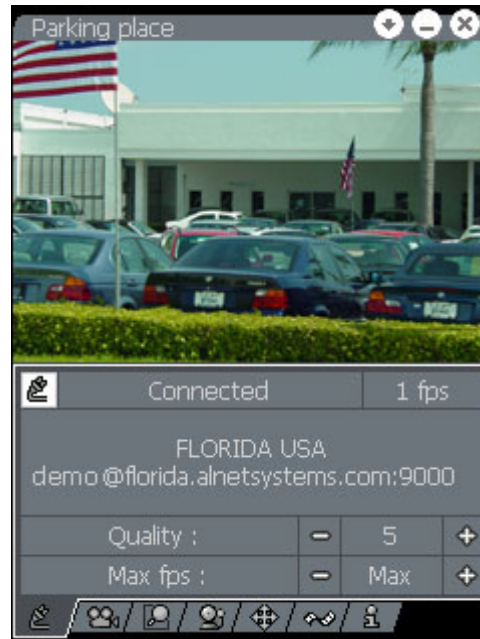 Parking place
Connected 1 fps
FLORIDA USA
demo@florida.alnetsystems.com:9000
Quality : 5
Max fps : Max